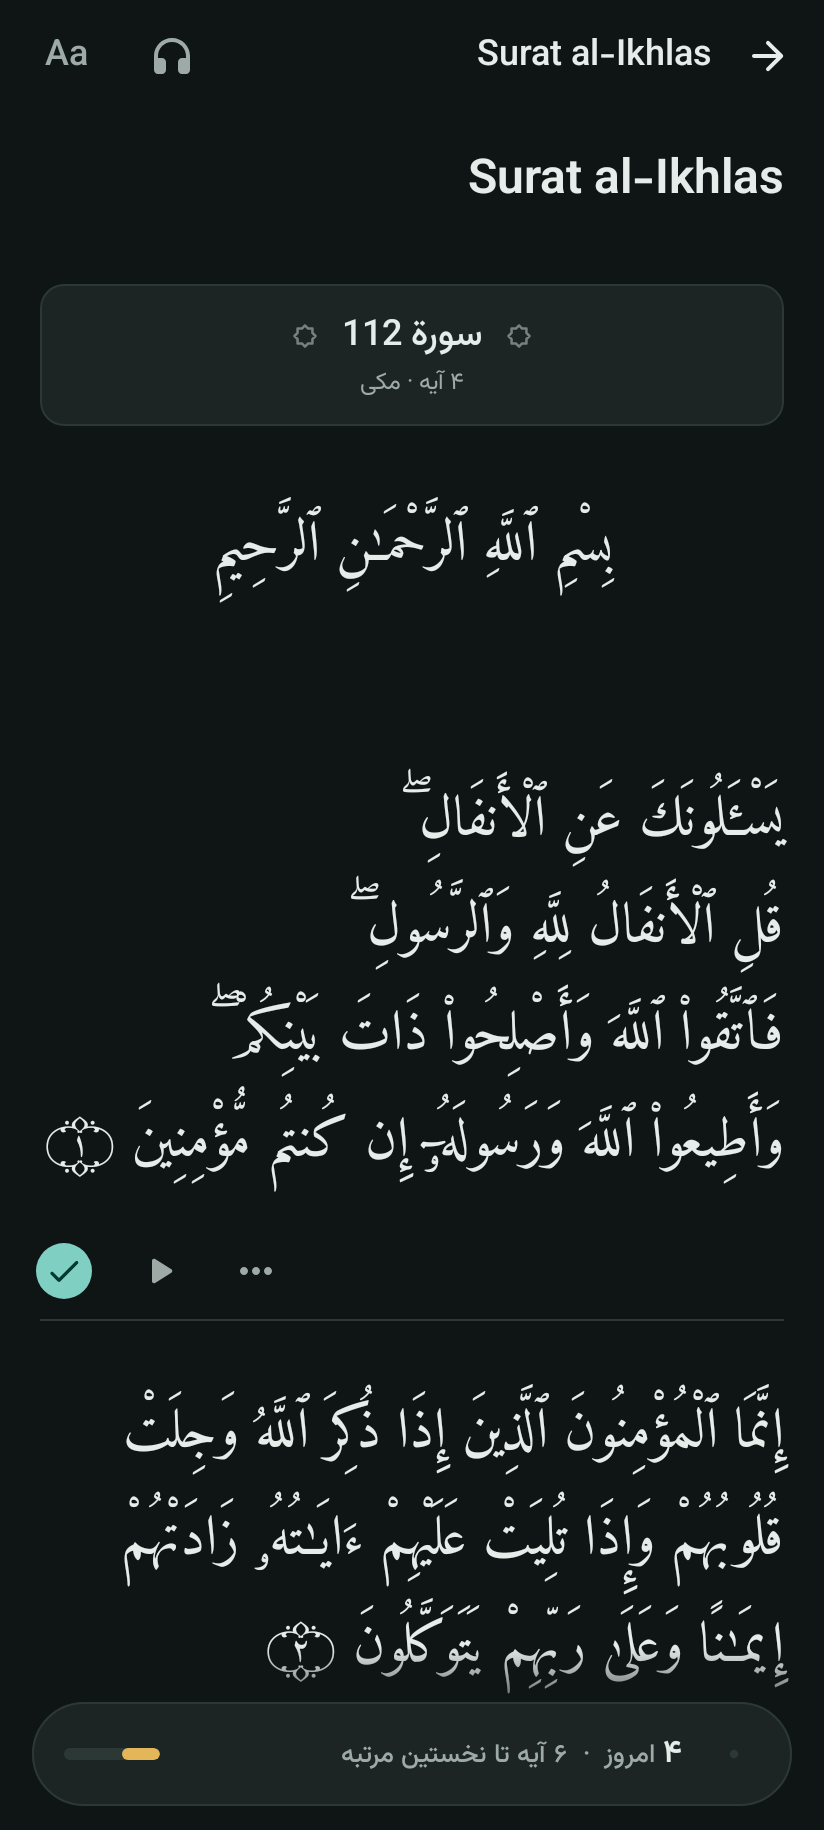 Aa
Surat al-Ikhlas
Surat al-Ikhlas
سورة 112
۴ آیه · مکی
بِسْمِ ٱللَّهِ ٱلرَّحْمَـٰنِ ٱلرَّحِيمِ
يَسْـَٔلُونَكَ عَنِ ٱلْأَنفَالِ ۖ
قُلِ ٱلْأَنفَالُ لِلَّهِ وَٱلرَّسُولِ ۖ
فَٱتَّقُوا۟ ٱللَّهَ وَأَصْلِحُوا۟ ذَاتَ بَيْنِكُمْ ۖ
وَأَطِيعُوا۟ ٱللَّهَ وَرَسُولَهُۥٓ إِن كُنتُم مُّؤْمِنِينَ ١
إِنَّمَا ٱلْمُؤْمِنُونَ ٱلَّذِينَ إِذَا ذُكِرَ ٱللَّهُ وَجِلَتْ
قُلُوبُهُمْ وَإِذَا تُلِيَتْ عَلَيْهِمْ ءَايَـٰتُهُۥ زَادَتْهُمْ
إِيمَـٰنًا وَعَلَىٰ رَبِّهِمْ يَتَوَكَّلُونَ ٢
۴ امروز · ۶ آیه تا نخستین مرتبه